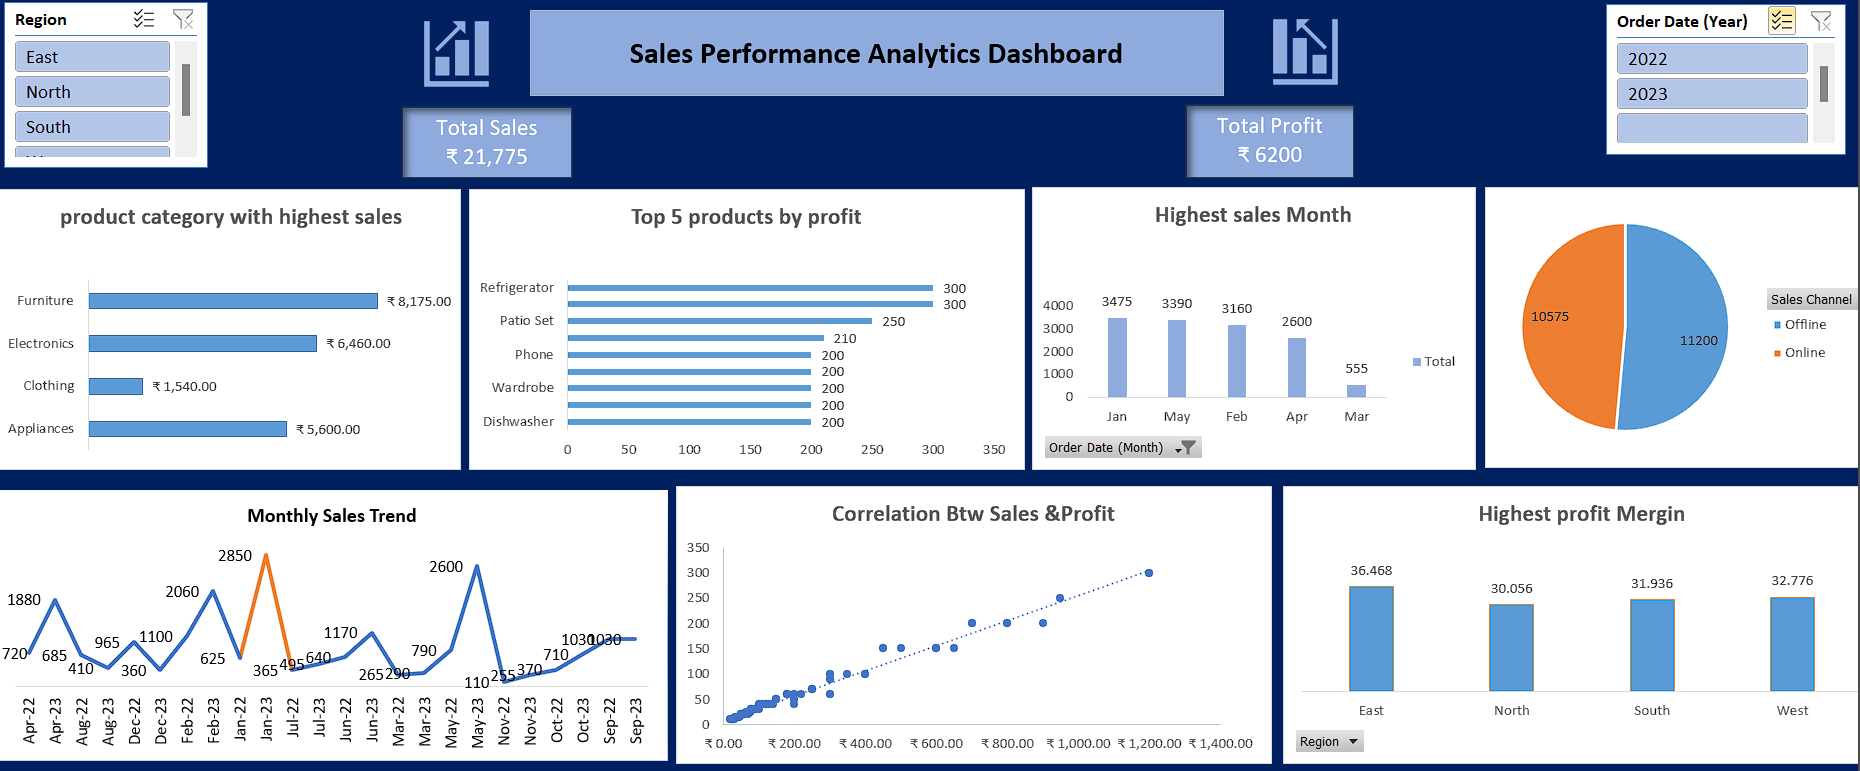 Region
East
North
South
Sales Performance Analytics Dashboard
Total Sales
₹ 21,775
Total Profit
₹ 6200
Order Date (Year)
2022
2023
product category with highest sales
Furniture ₹ 8,175.00
Electronics ₹ 6,460.00
Clothing ₹ 1,540.00
Appliances ₹ 5,600.00
Top 5 products by profit
Refrigerator 300
300
Patio Set 250
210
Phone 200
200
Wardrobe 200
200
Dishwasher 200
0 50 100 150 200 250 300 350
Highest sales Month
4000
3000
2000
1000
0
3475 3390 3160 2600 555
Total
Jan May Feb Apr Mar
Order Date (Month)
10575
11200
Sales Channel
Offline
Online
Monthly Sales Trend
720 1880 685 410 965 360 1100 2060 625 2850 365 495 640 1170 265 290 790 2600 110 255 370 710 1030 1030
Apr-22 Apr-23 Aug-22 Aug-23 Dec-22 Dec-23 Feb-22 Feb-23 Jan-22 Jan-23 Jul-22 Jul-23 Jun-22 Jun-23 Mar-22 Mar-23 May-22 May-23 Nov-22 Nov-23 Oct-22 Oct-23 Sep-22 Sep-23
Correlation Btw Sales &Profit
350
300
250
200
150
100
50
0
₹ 0.00 ₹ 200.00 ₹ 400.00 ₹ 600.00 ₹ 800.00 ₹ 1,000.00 ₹ 1,200.00 ₹ 1,400.00
Highest profit Mergin
36.468 30.056 31.936 32.776
East North South West
Region